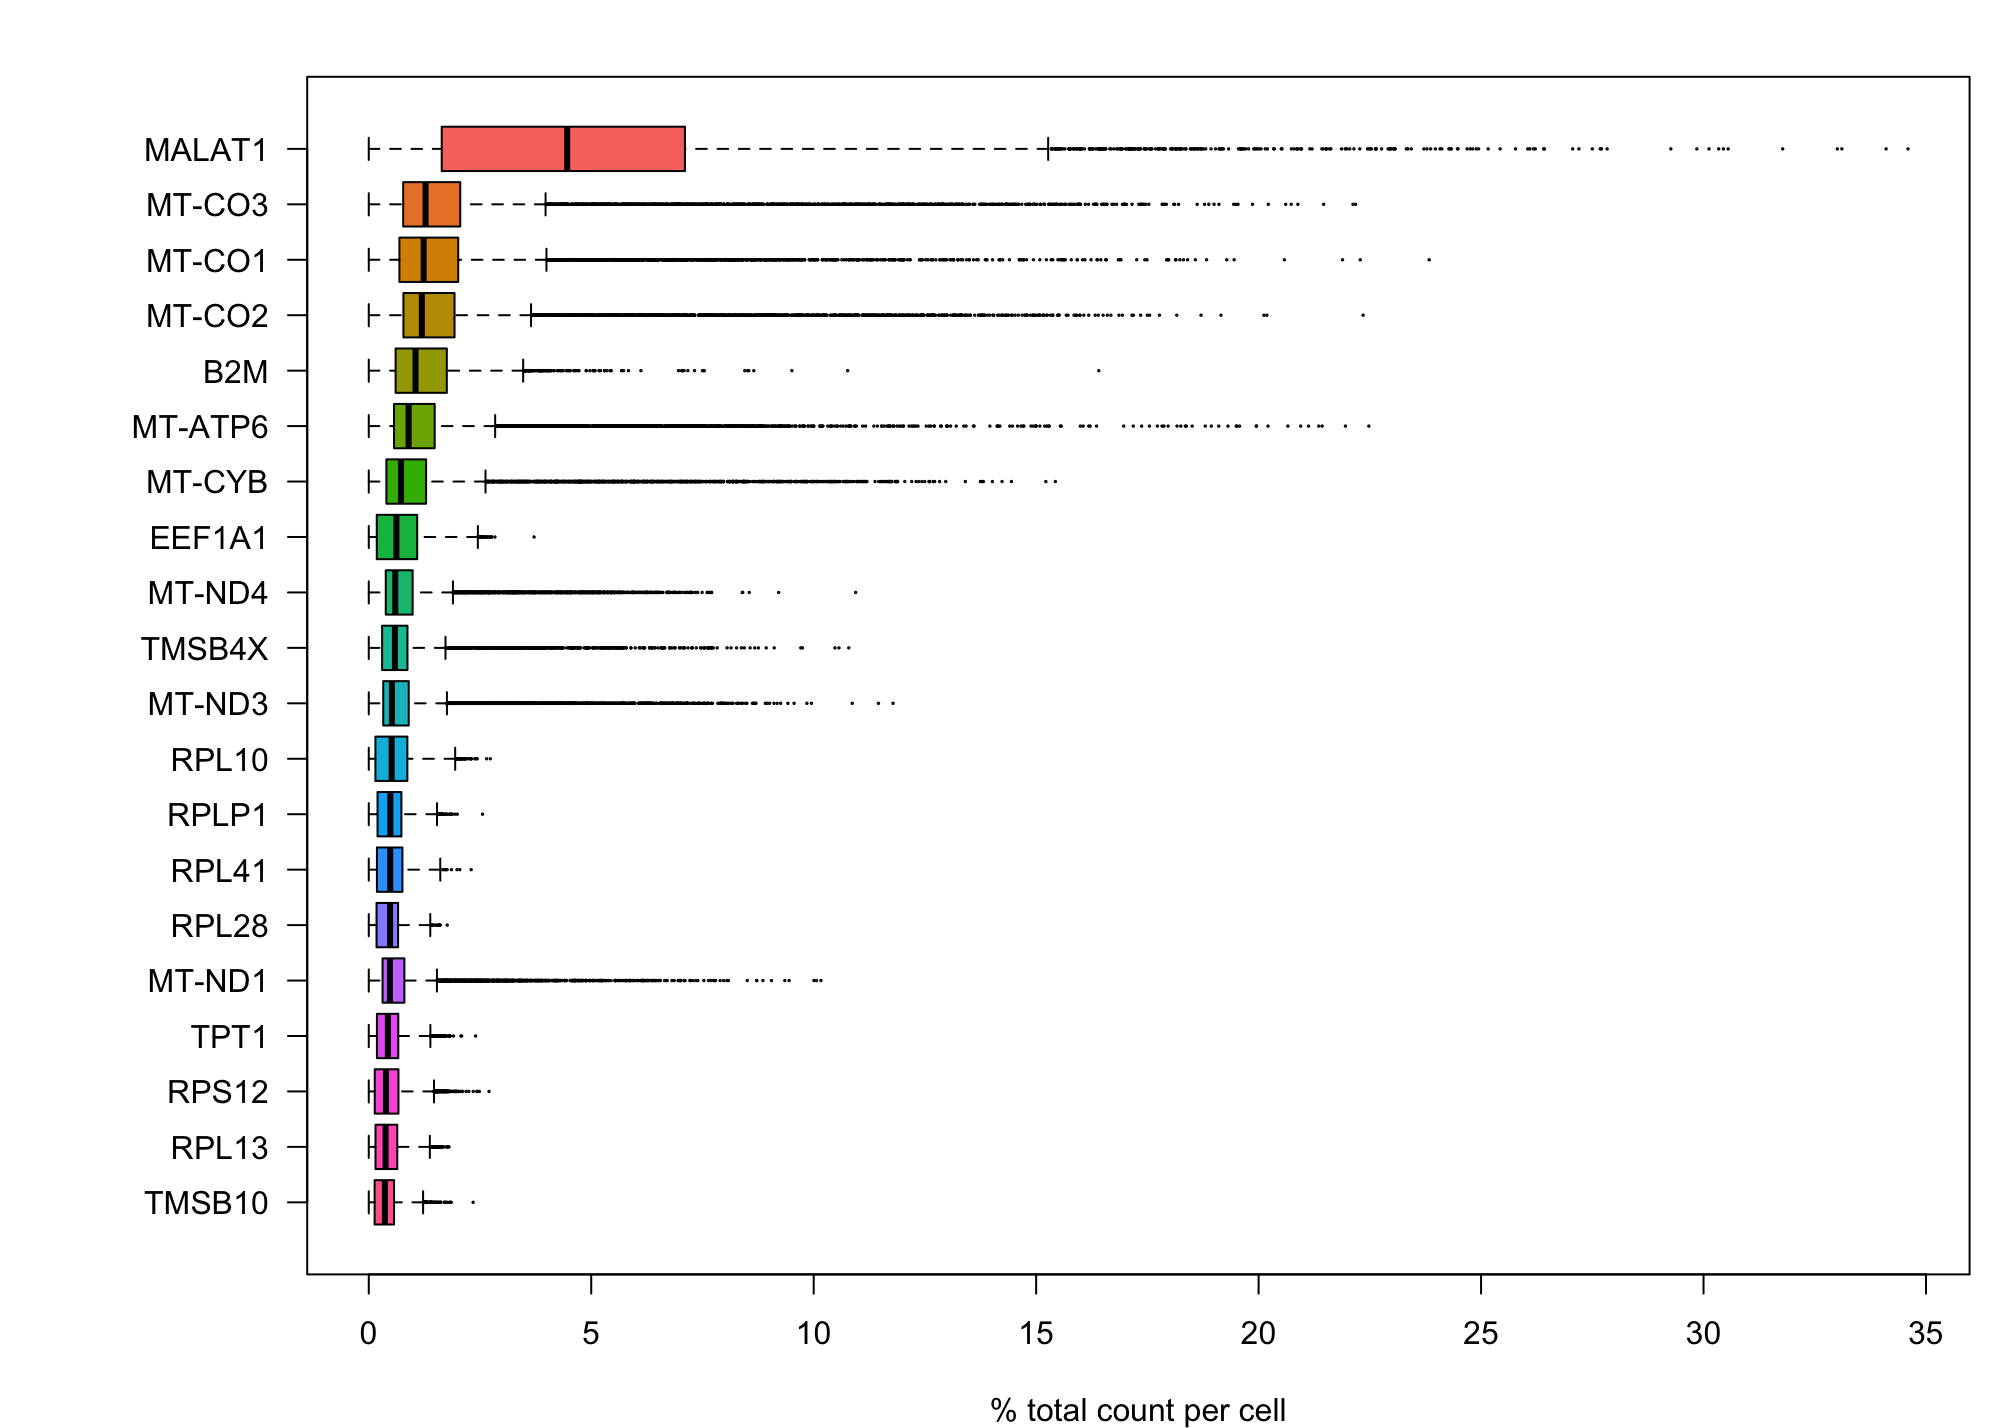 MALAT1
MT-CO3
MT-CO1
MT-CO2
B2M
MT-ATP6
MT-CYB
EEF1A1
MT-ND4
TMSB4X
MT-ND3
RPL10
RPLP1
RPL41
RPL28
MT-ND1
TPT1
RPS12
RPL13
TMSB10
0 5 10 15 20 25 30 35
% total count per cell